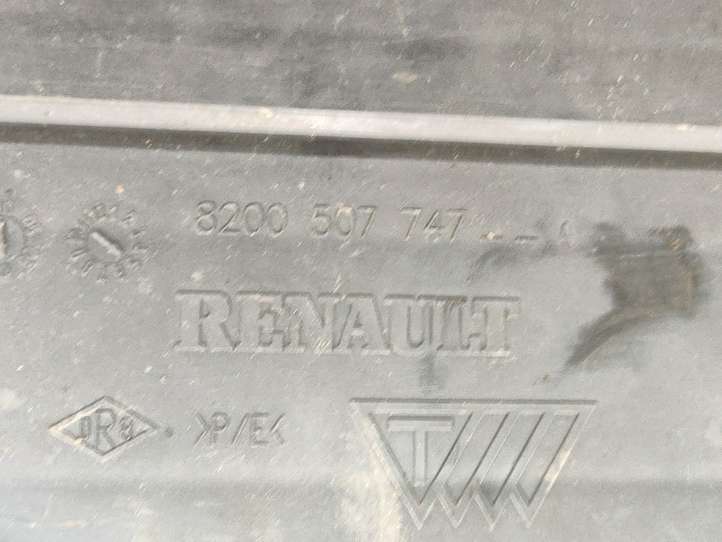 8200 507 747 _ _
RENAULT
>P/E<
T